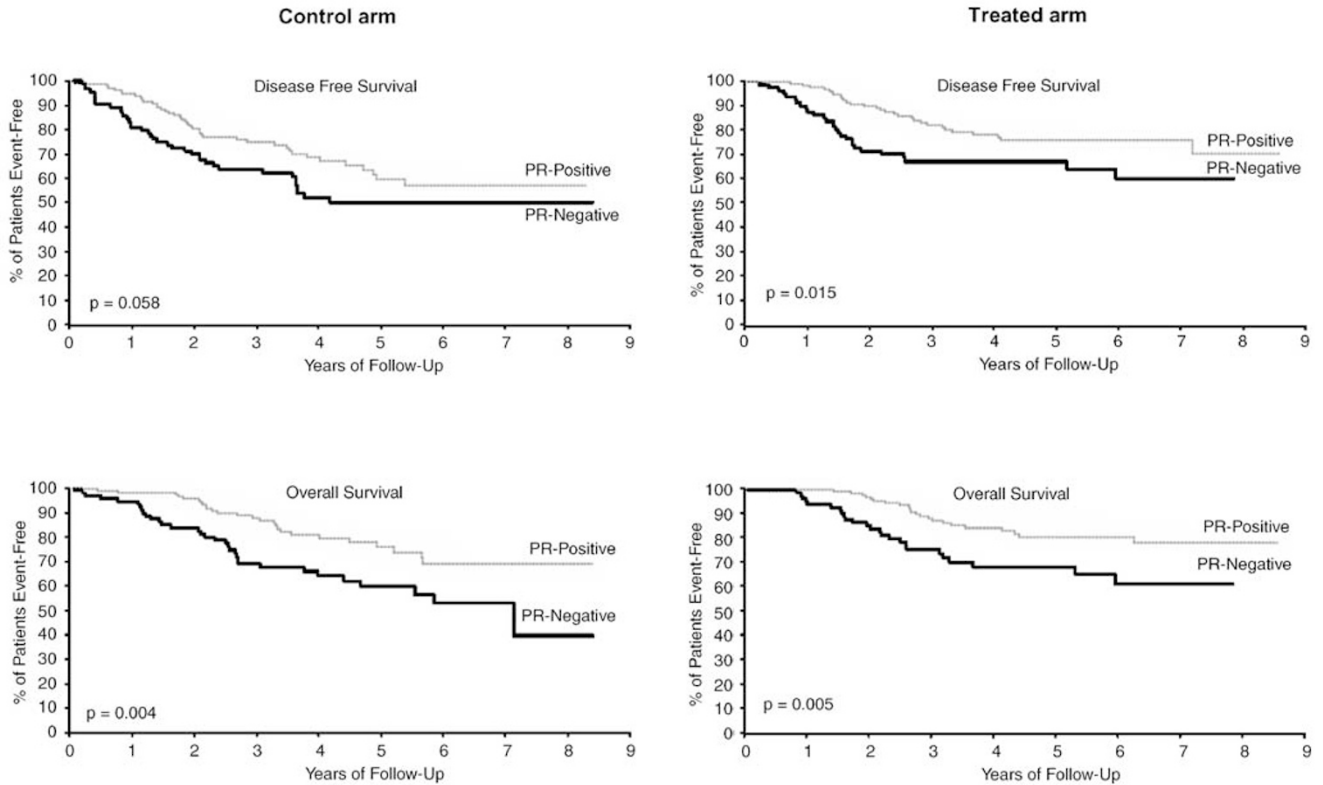 Control arm
Treated arm
% of Patients Event-Free
100
90
80
70
60
50
40
30
20
10
0
Disease Free Survival
PR-Positive
PR-Negative
p = 0.058
0 1 2 3 4 5 6 7 8 9
Years of Follow-Up
% of Patients Event-Free
100
90
80
70
60
50
40
30
20
10
0
Disease Free Survival
PR-Positive
PR-Negative
p = 0.015
0 1 2 3 4 5 6 7 8 9
Years of Follow-Up
% of Patients Event-Free
100
90
80
70
60
50
40
30
20
10
0
Overall Survival
PR-Positive
PR-Negative
p = 0.004
0 1 2 3 4 5 6 7 8 9
Years of Follow-Up
% of Patients Event-Free
100
90
80
70
60
50
40
30
20
10
0
Overall Survival
PR-Positive
PR-Negative
p = 0.005
0 1 2 3 4 5 6 7 8 9
Years of Follow-Up